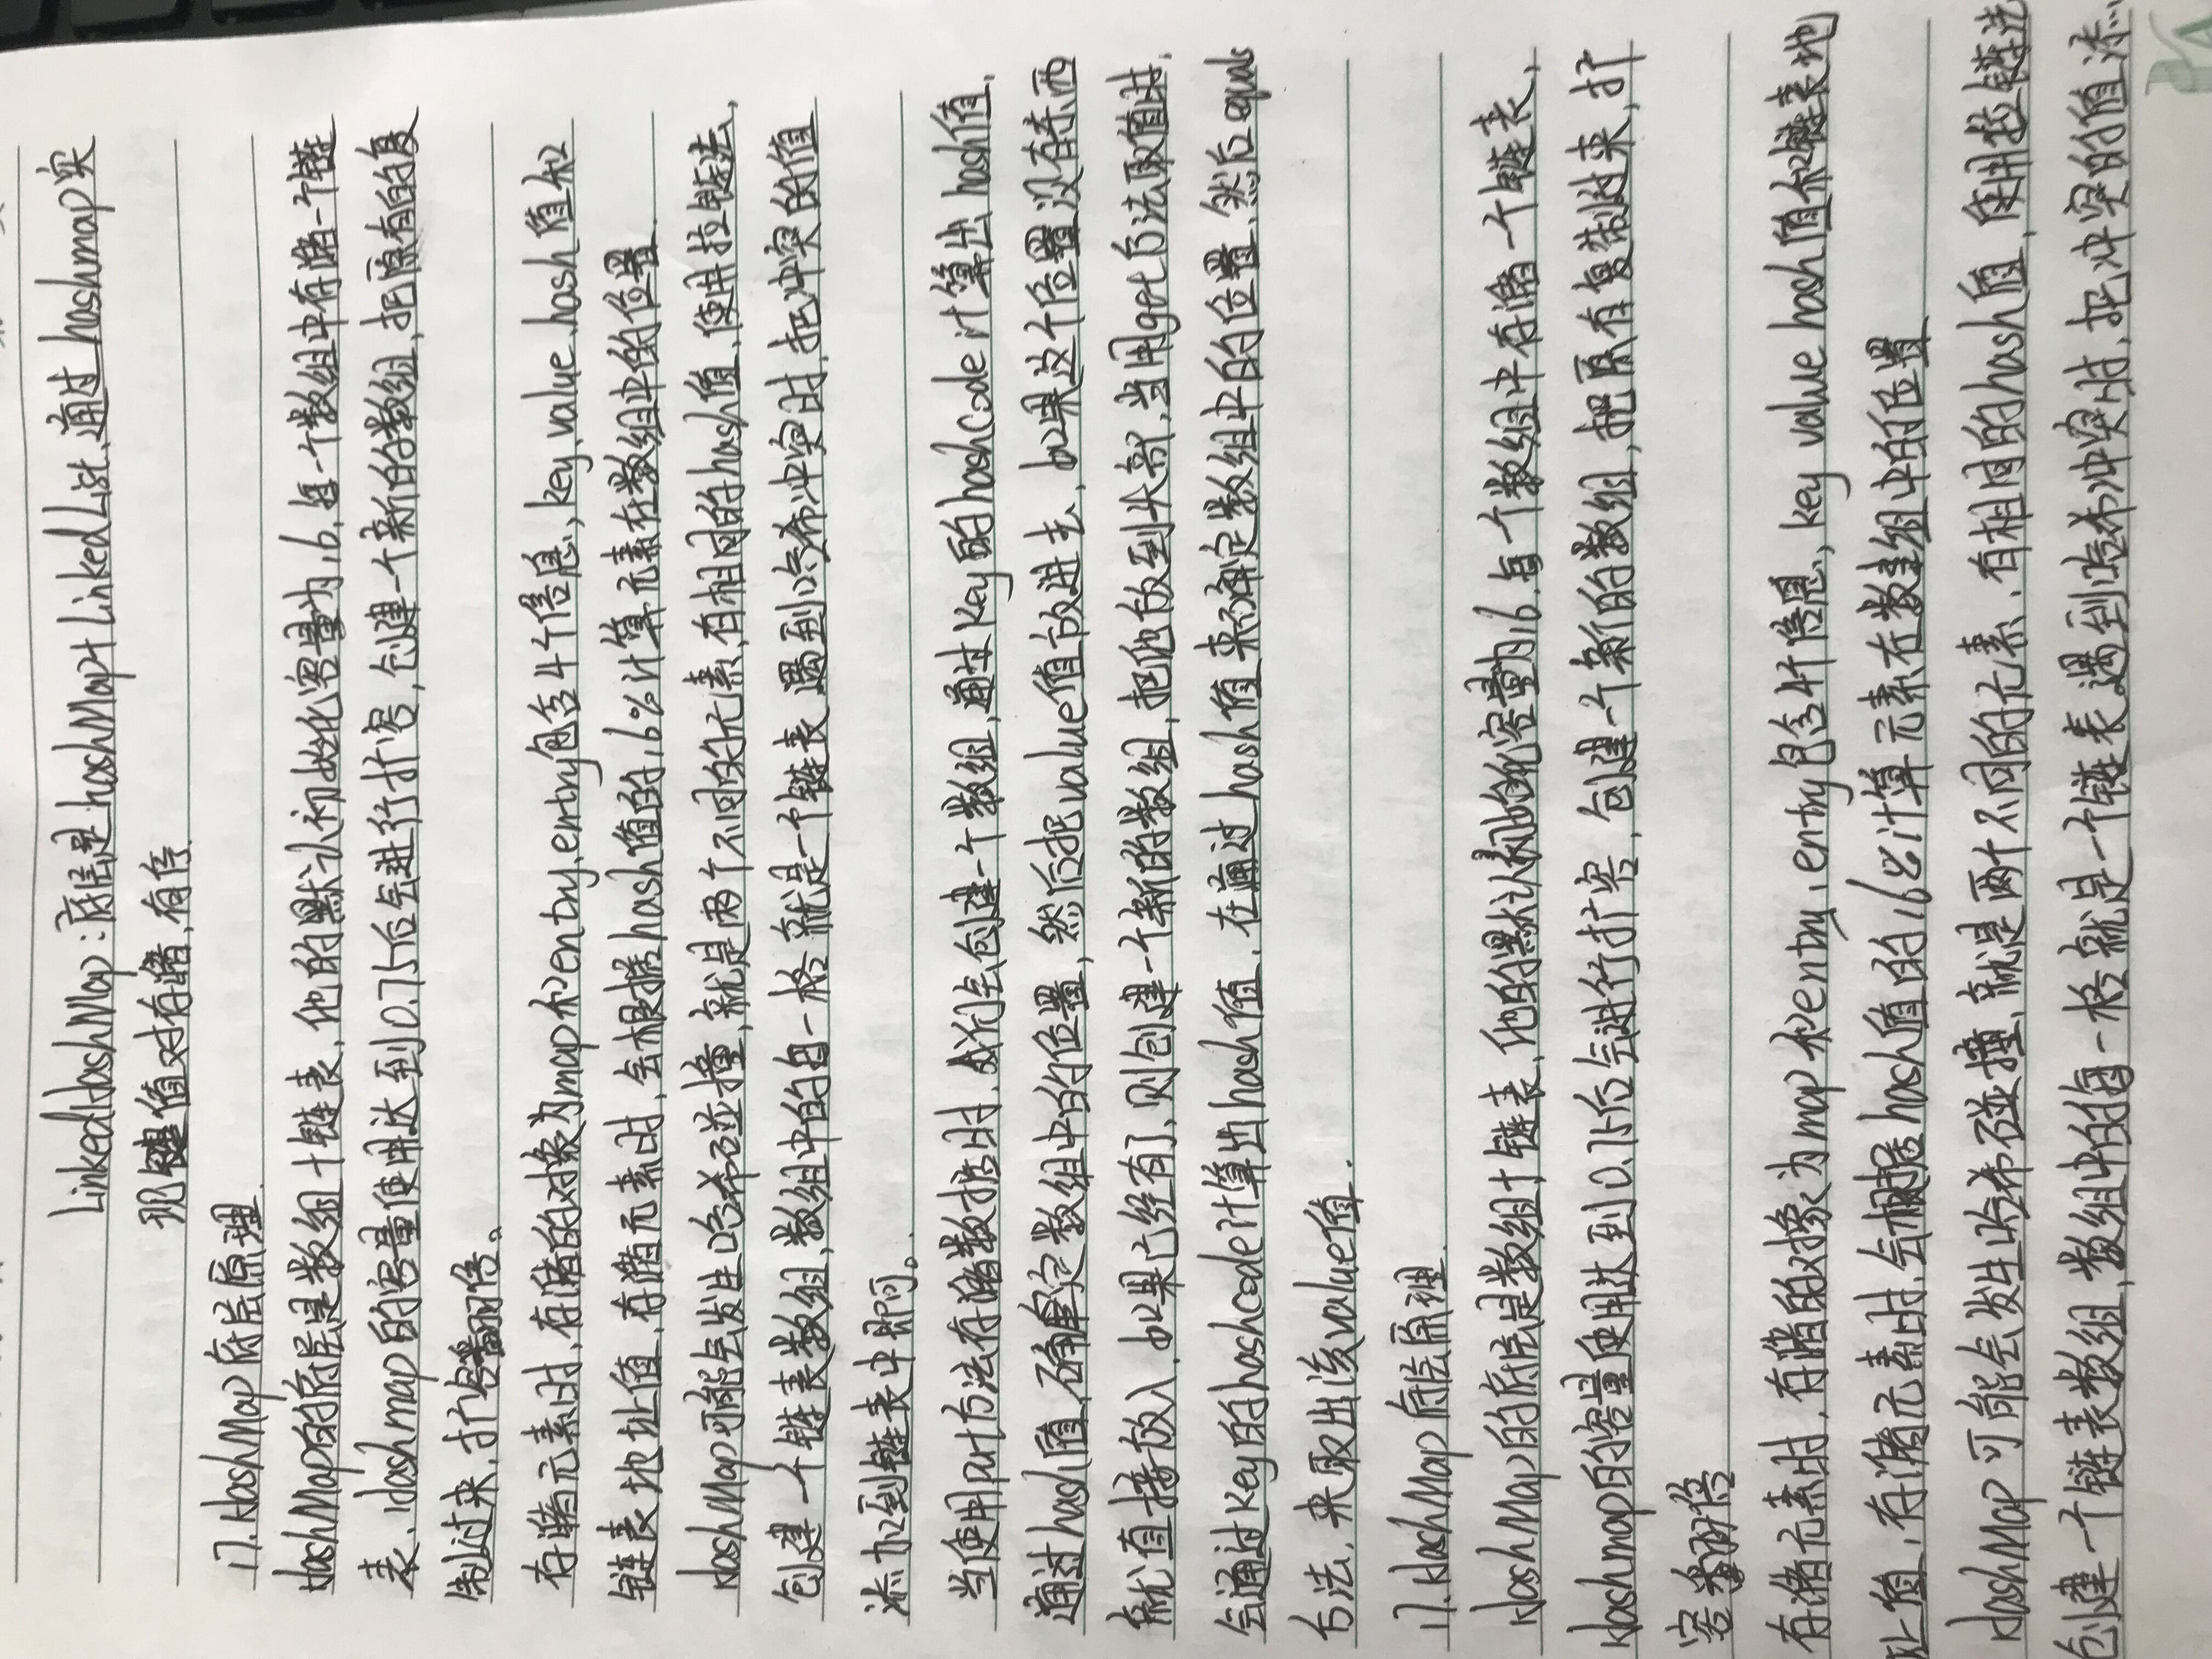 LinkedHashMap:底层是hashMap+LinkedList,通过hashmap实
现键值对存储,有序.
17.HashMap底层原理.
HashMap的底层是数组+链表,他的默认初始化容量为16,每一个数组中存储一个链
表、Hashmap的容量使用达到0.75后会进行扩容,创建一个新的数组,把原有的复
制过来,扩容翻倍。
存储元素时,存储的对象为map和entry,entry包含4个信息,key、value、hash值和
链表地址值,存储元素时,会根据hash值的16%计算元素在数组中的位置.
HashMap可能会发生哈希碰撞,就是两个不同的元素,有相同的hash值,使用拉链法,
创建一个链表数组,数组中的每一格就是一个链表 遇到哈希冲突时,把冲突的值
添加到链表中即可。
当使用put方法存储数据时,我们会创建一个数组,通过key的hashcode计算出hash值,
通过hash值,确定数组中的位置,然后把value值放进去,如果这个位置没有东西
就直接放入,如果已经有了,则创建一个新的数组,把他放到头部,当用get方法取值时,
会通过key的hashcode计算出hash值,在通过hash值来确定数组中的位置,然后equals
方法,来取出该value值.
17.HashMap底层原理.
HashMap的底层是数组+链表,他的默认初始化容量为16.每个数组中存储一个链表,
Hashmap的容量使用达到0.75后会进行扩容,创建一个新的数组,把原有复制过来,扩
容翻倍
存储元素时,存储的对象为map和entry,entry包含4个信息,key value hash值和链表地
址值,存储元素时,会根据hash值的16%计算元素在数组中的位置
HashMap可能会发生哈希碰撞,就是两个不同的元素,有相同的hash值,使用拉链法
创建一个链表数组,数组中的每一格就是一个链表 遇到哈希冲突时,把冲突的值添